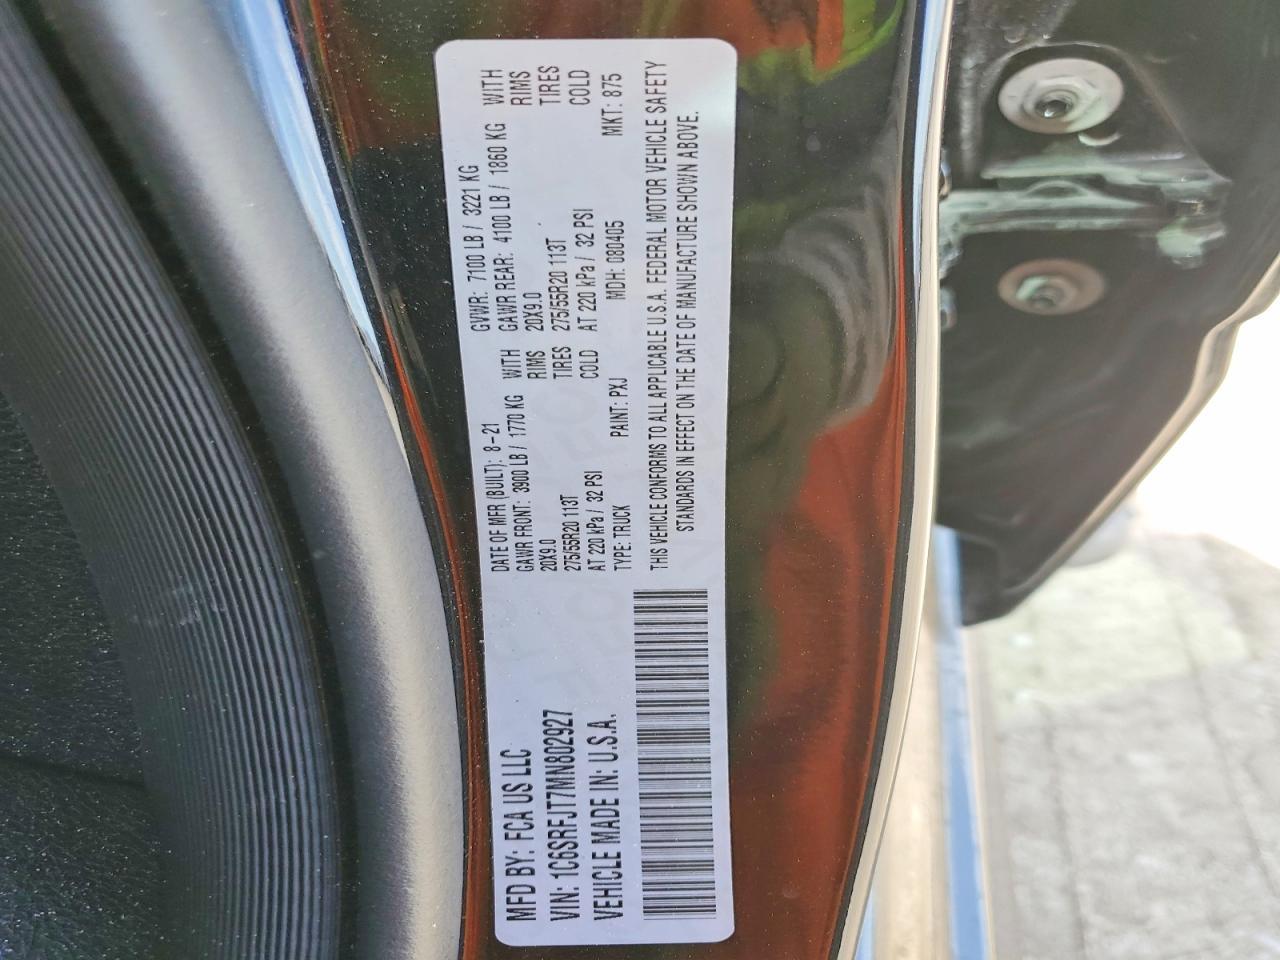 MFD BY: FCA US LLC
VIN: 1C6SRFJT7MN802927
VEHICLE MADE IN: U.S.A.
DATE OF MFR (BUILT): 8-21 GVWR: 7100 LB / 3221 KG
GAWR FRONT: 3900 LB / 1770 KG WITH GAWR REAR: 4100 LB / 1860 KG WITH
20X9.0 RIMS 20X9.0 RIMS
275/55R20 113T TIRES 275/55R20 113T TIRES
AT 220 kPa / 32 PSI COLD AT 220 kPa / 32 PSI COLD
TYPE: TRUCK PAINT: PXJ MDH: 080405 MKT: 875
THIS VEHICLE CONFORMS TO ALL APPLICABLE U.S.A. FEDERAL MOTOR VEHICLE SAFETY
STANDARDS IN EFFECT ON THE DATE OF MANUFACTURE SHOWN ABOVE.